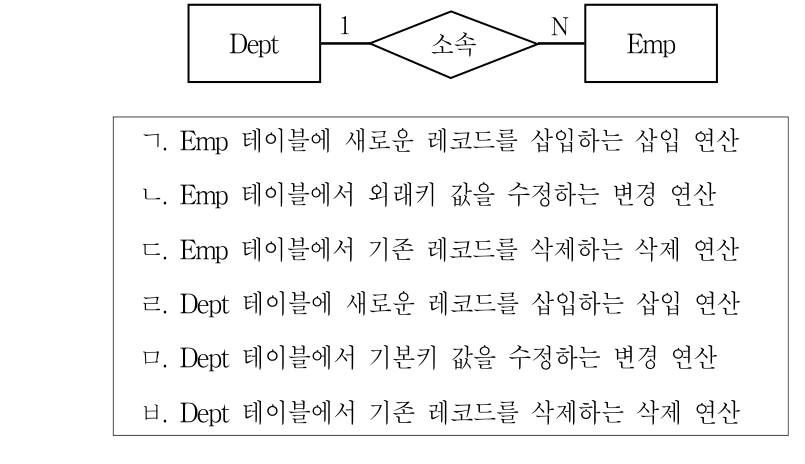 Dept 1 소속 N Emp
ㄱ. Emp 테이블에 새로운 레코드를 삽입하는 삽입 연산
ㄴ. Emp 테이블에서 외래키 값을 수정하는 변경 연산
ㄷ. Emp 테이블에서 기존 레코드를 삭제하는 삭제 연산
ㄹ. Dept 테이블에 새로운 레코드를 삽입하는 삽입 연산
ㅁ. Dept 테이블에서 기본키 값을 수정하는 변경 연산
ㅂ. Dept 테이블에서 기존 레코드를 삭제하는 삭제 연산